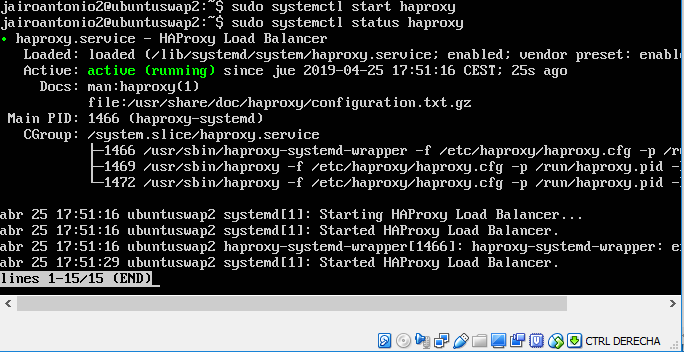 jairoantonio2@ubuntuswap2:~$ sudo systemctl start haproxy
jairoantonio2@ubuntuswap2:~$ sudo systemctl status haproxy
● haproxy.service - HAProxy Load Balancer
Loaded: loaded (/lib/systemd/system/haproxy.service; enabled; vendor preset: enabl
Active: active (running) since jue 2019-04-25 17:51:16 CEST; 25s ago
Docs: man:haproxy(1)
file:/usr/share/doc/haproxy/configuration.txt.gz
Main PID: 1466 (haproxy-systemd)
CGroup: /system.slice/haproxy.service
├─1466 /usr/sbin/haproxy-systemd-wrapper -f /etc/haproxy/haproxy.cfg -p /ru
├─1469 /usr/sbin/haproxy -f /etc/haproxy/haproxy.cfg -p /run/haproxy.pid -
└─1472 /usr/sbin/haproxy -f /etc/haproxy/haproxy.cfg -p /run/haproxy.pid -
abr 25 17:51:16 ubuntuswap2 systemd[1]: Starting HAProxy Load Balancer...
abr 25 17:51:16 ubuntuswap2 systemd[1]: Started HAProxy Load Balancer.
abr 25 17:51:16 ubuntuswap2 haproxy-systemd-wrapper[1466]: haproxy-systemd-wrapper: e
abr 25 17:51:29 ubuntuswap2 systemd[1]: Started HAProxy Load Balancer.
lines 1-15/15 (END)
CTRL DERECHA